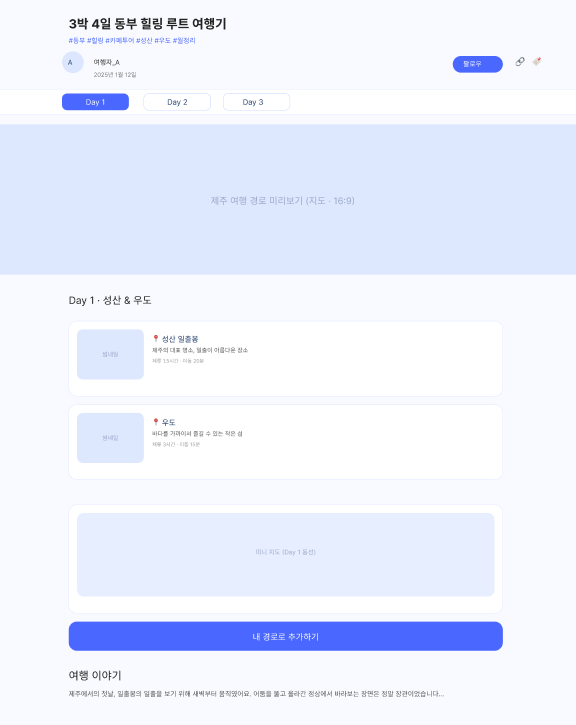 3박 4일 동부 힐링 루트 여행기
#동부 #힐링 #카페투어 #성산 #우도 #월정리
A
여행자_A
2025년 1월 12일
팔로우
Day 1
Day 2
Day 3
제주 여행 경로 미리보기 (지도 · 16:9)
Day 1 · 성산 & 우도
썸네일
성산 일출봉
제주의 대표 명소, 일출이 아름다운 장소
체류 1.5시간 · 이동 20분
썸네일
우도
바다를 가까이서 즐길 수 있는 작은 섬
체류 3시간 · 이동 15분
미니 지도 (Day 1 동선)
내 경로로 추가하기
여행 이야기
제주에서의 첫날, 일출봉의 일출을 보기 위해 새벽부터 움직였어요. 어둠을 뚫고 올라간 정상에서 바라보는 장면은 정말 장관이었습니다...